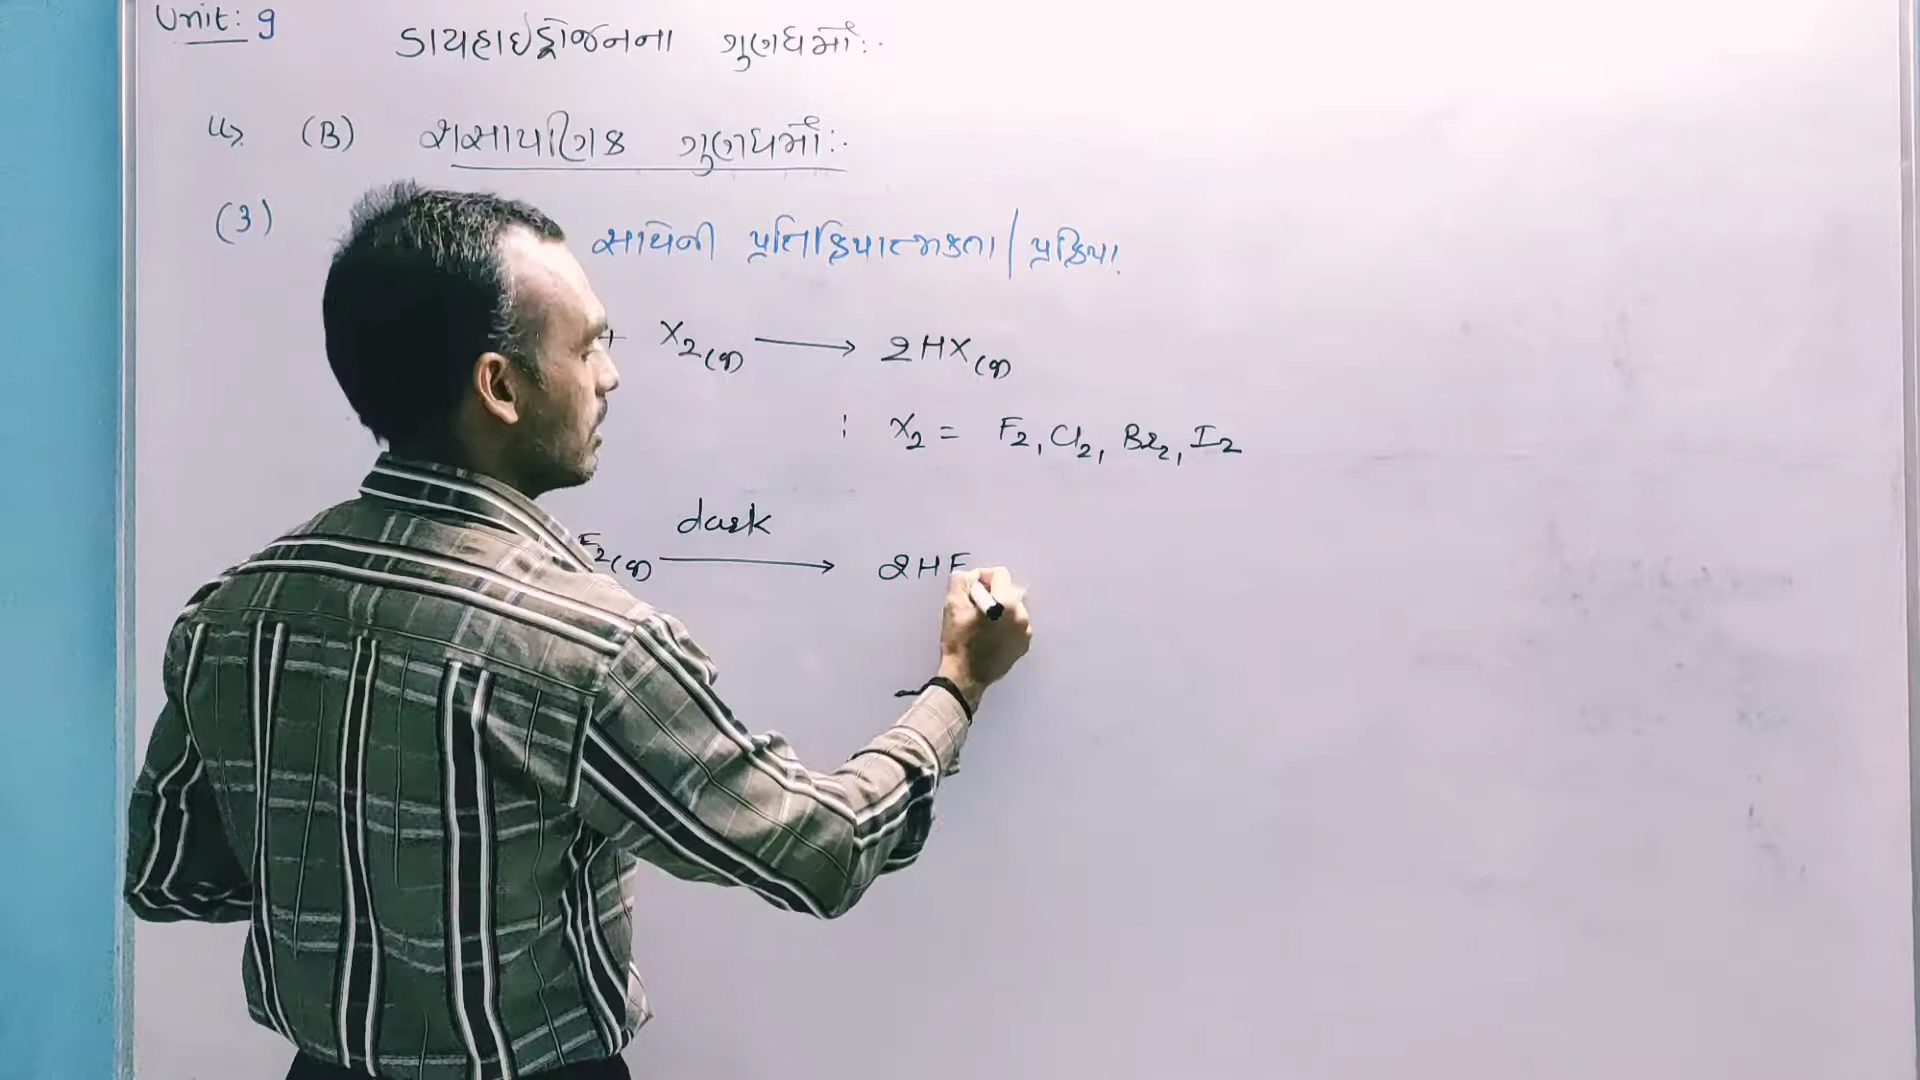 Unit: 9
ડાયહાઇડ્રોજનના ગુણધર્મો:-
(B) રાસાયણિક ગુણધર્મો:-
(3) સાથેની પ્રતિક્રિયાત્મકતા / પ્રક્રિયા
+ X2(g) ⟶ 2HX(g)
: X2 = F2, Cl2, Br2, I2
F2(g) dark ⟶ 2HF